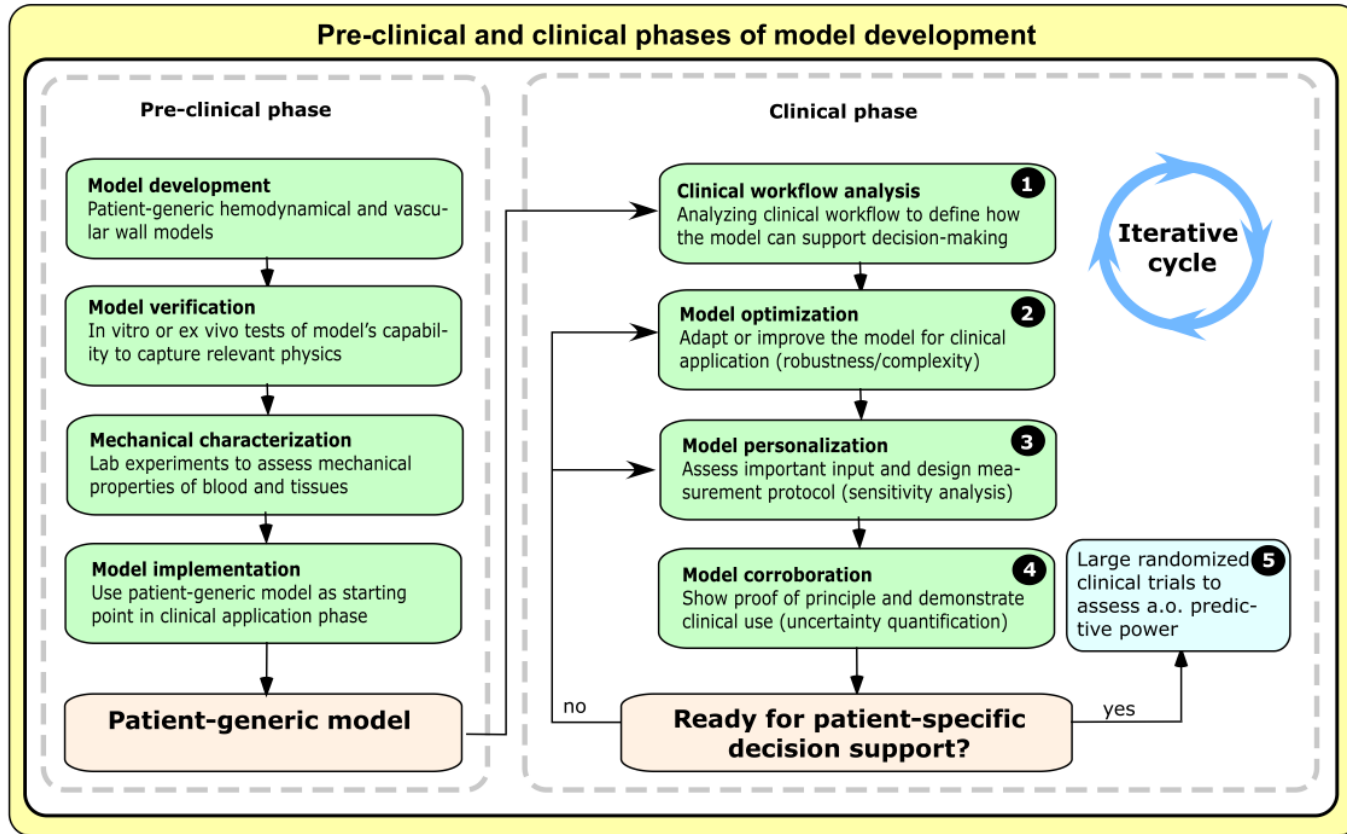 Pre-clinical and clinical phases of model development
Pre-clinical phase
Model development
Patient-generic hemodynamical and vascu-
lar wall models
Model verification
In vitro or ex vivo tests of model's capabil-
ity to capture relevant physics
Mechanical characterization
Lab experiments to assess mechanical
properties of blood and tissues
Model implementation
Use patient-generic model as starting
point in clinical application phase
Patient-generic model
Clinical phase
Clinical workflow analysis
1
Analyzing clinical workflow to define how
the model can support decision-making
Model optimization
2
Adapt or improve the model for clinical
application (robustness/complexity)
Model personalization
3
Assess important input and design mea-
surement protocol (sensitivity analysis)
Model corroboration
4
Show proof of principle and demonstrate
clinical use (uncertainty quantification)
no
Ready for patient-specific
decision support?
yes
Large randomized
5
clinical trials to
assess a.o. predic-
tive power
Iterative
cycle